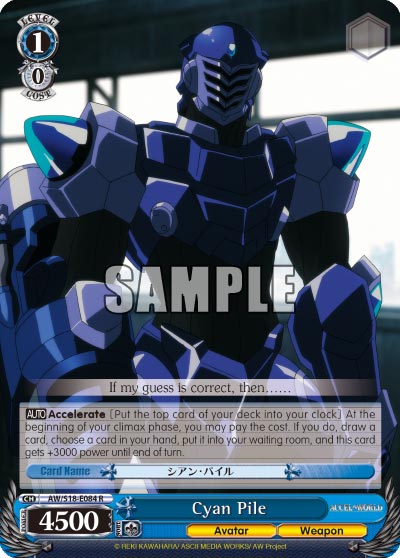 LEVEL
1
0
COST
SAMPLE
If my guess is correct, then……
AUTO Accelerate [Put the top card of your deck into your clock] At the
beginning of your climax phase, you may pay the cost. If you do, draw a
card, choose a card in your hand, put it into your waiting room, and this card
gets +3000 power until end of turn.
Card Name シアン・パイル
CH AW/S18-E084 R
Cyan Pile
ACCEL WORLD
POWER 4500 SOUL
Avatar Weapon
© REKI KAWAHARA/ ASCII MEDIA WORKS/ AW Project